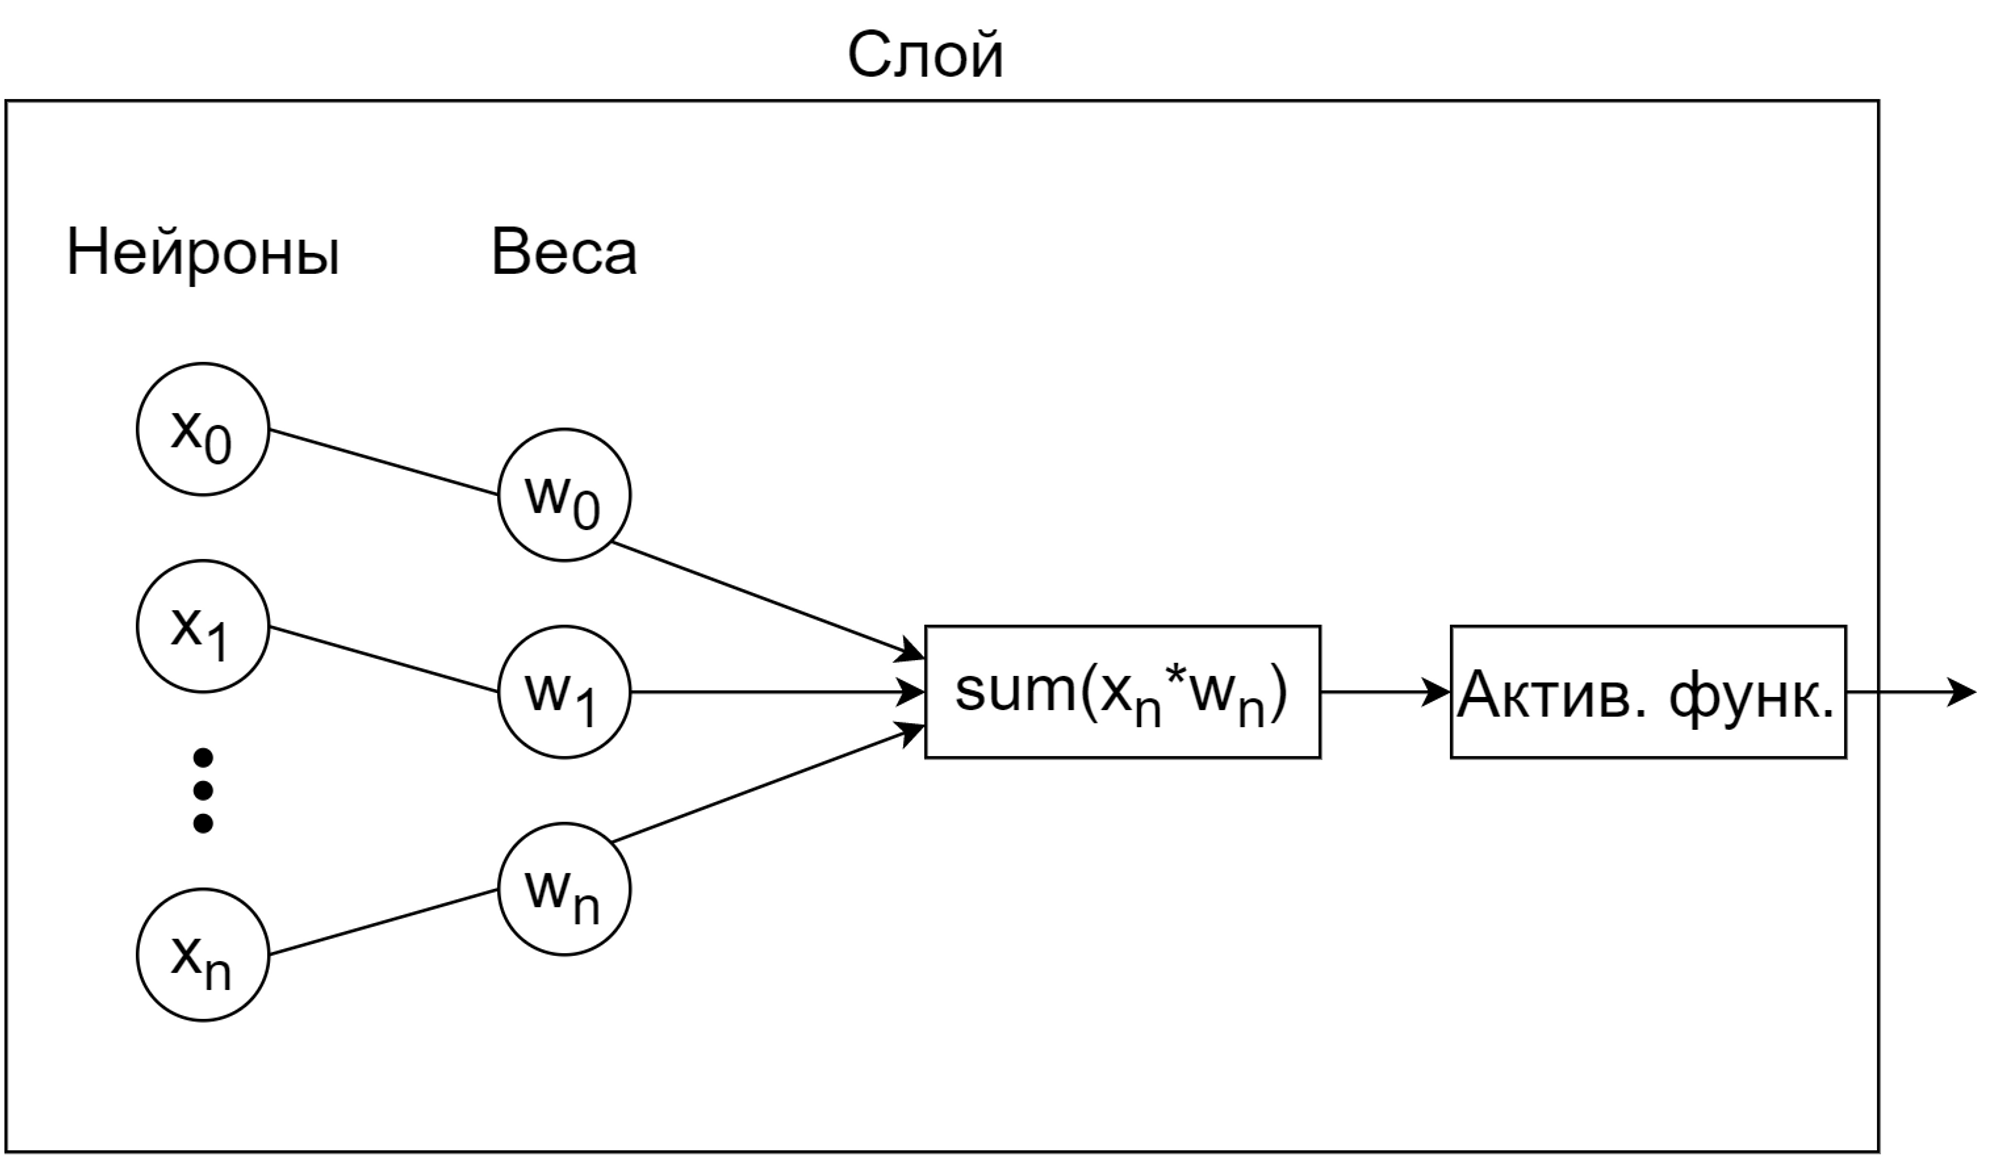 Слой
Нейроны Веса
x₀
w₀
x₁
w₁
sum(xₙ*wₙ)
Актив. функ.
wₙ
xₙ